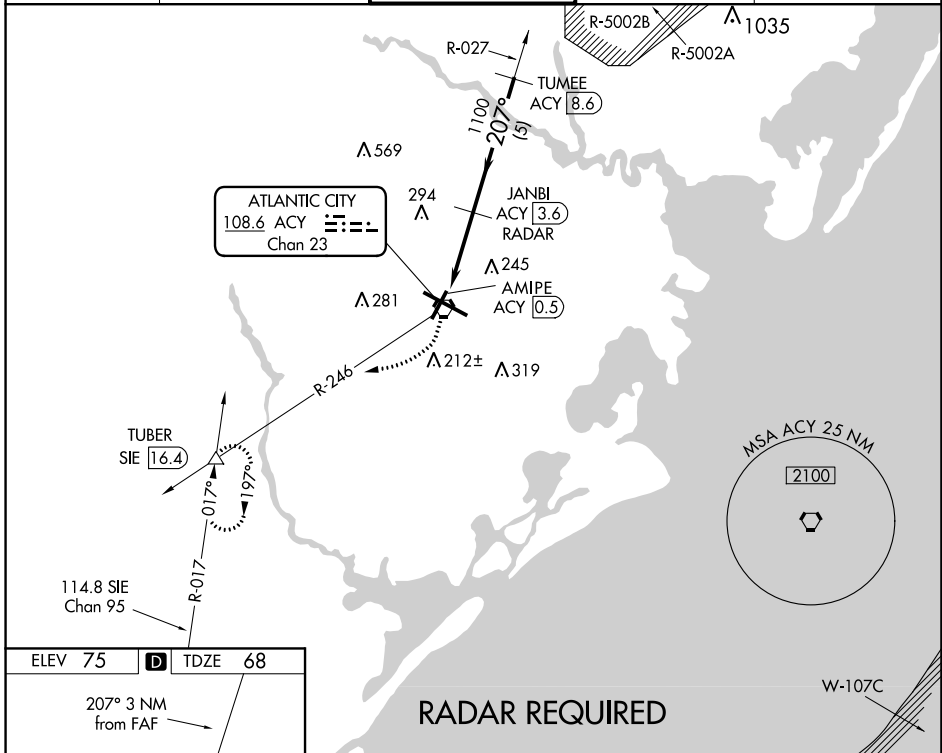 R-5002B
1035
R-5002A
R-027
TUMEE
ACY 8.6
1100
207°
(5)
569
294
JANBI
ACY 3.6
RADAR
ATLANTIC CITY
108.6 ACY
Chan 23
245
AMIPE
ACY 0.5
281
212±
319
R-246
TUBER
SIE 16.4
017°
197°
R-017
114.8 SIE
Chan 95
MSA ACY 25 NM
2100
ELEV 75 D TDZE 68
207° 3 NM
from FAF
RADAR REQUIRED
W-107C